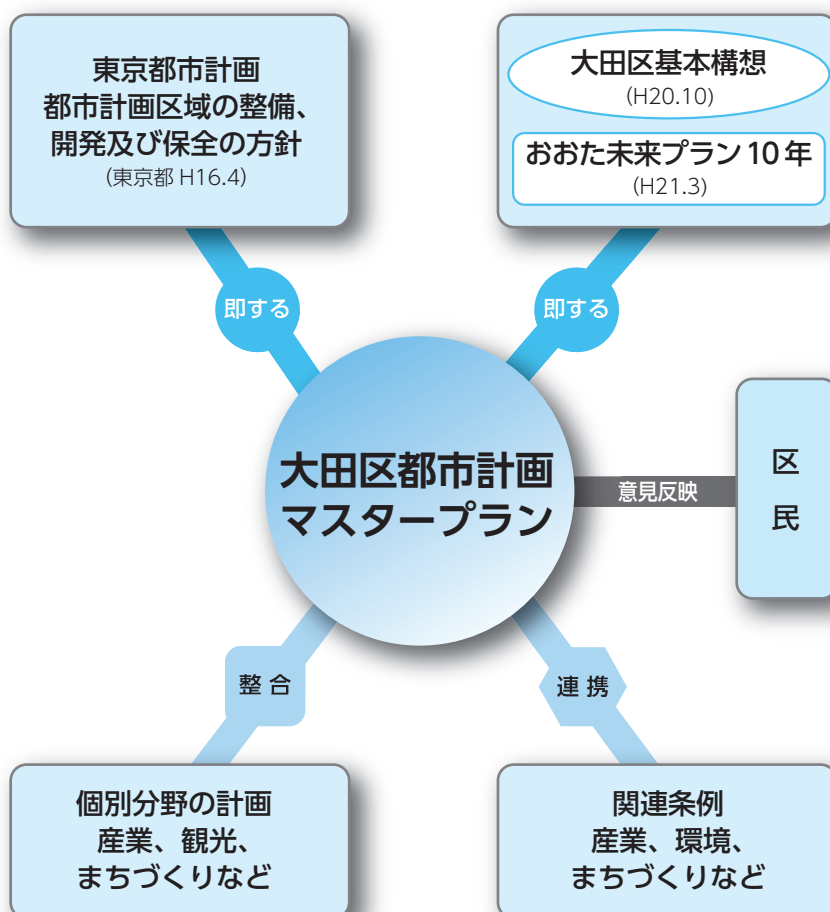 東京都市計画
都市計画区域の整備、
開発及び保全の方針
(東京都 H16.4)
大田区基本構想
(H20.10)
おおた未来プラン10年
(H21.3)
即する
即する
大田区都市計画
マスタープラン
意見反映
区民
整合
連携
個別分野の計画
産業、観光、
まちづくりなど
関連条例
産業、環境、
まちづくりなど